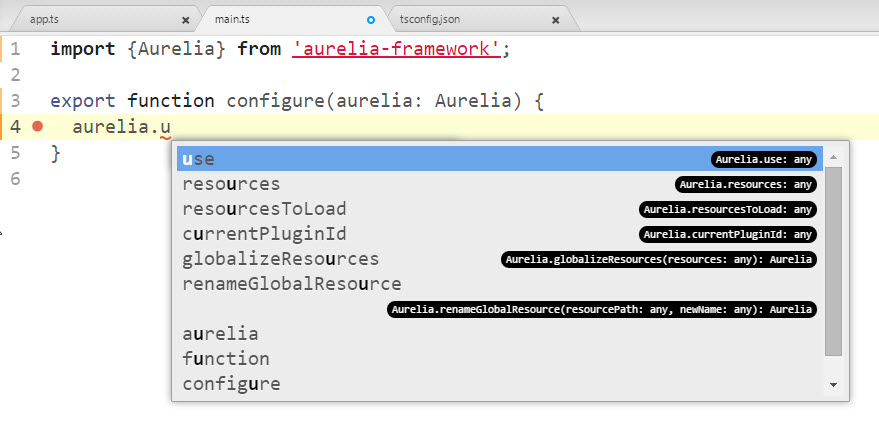 app.ts × main.ts tsconfig.json ×
1 import {Aurelia} from 'aurelia-framework';
2
3 export function configure(aurelia: Aurelia) {
4 aurelia.u
5 }
6
use Aurelia.use: any
resources Aurelia.resources: any
resourcesToLoad Aurelia.resourcesToLoad: any
currentPluginId Aurelia.currentPluginId: any
globalizeResources Aurelia.globalizeResources(resources: any): Aurelia
renameGlobalResource
Aurelia.renameGlobalResource(resourcePath: any, newName: any): Aurelia
aurelia
function
configure